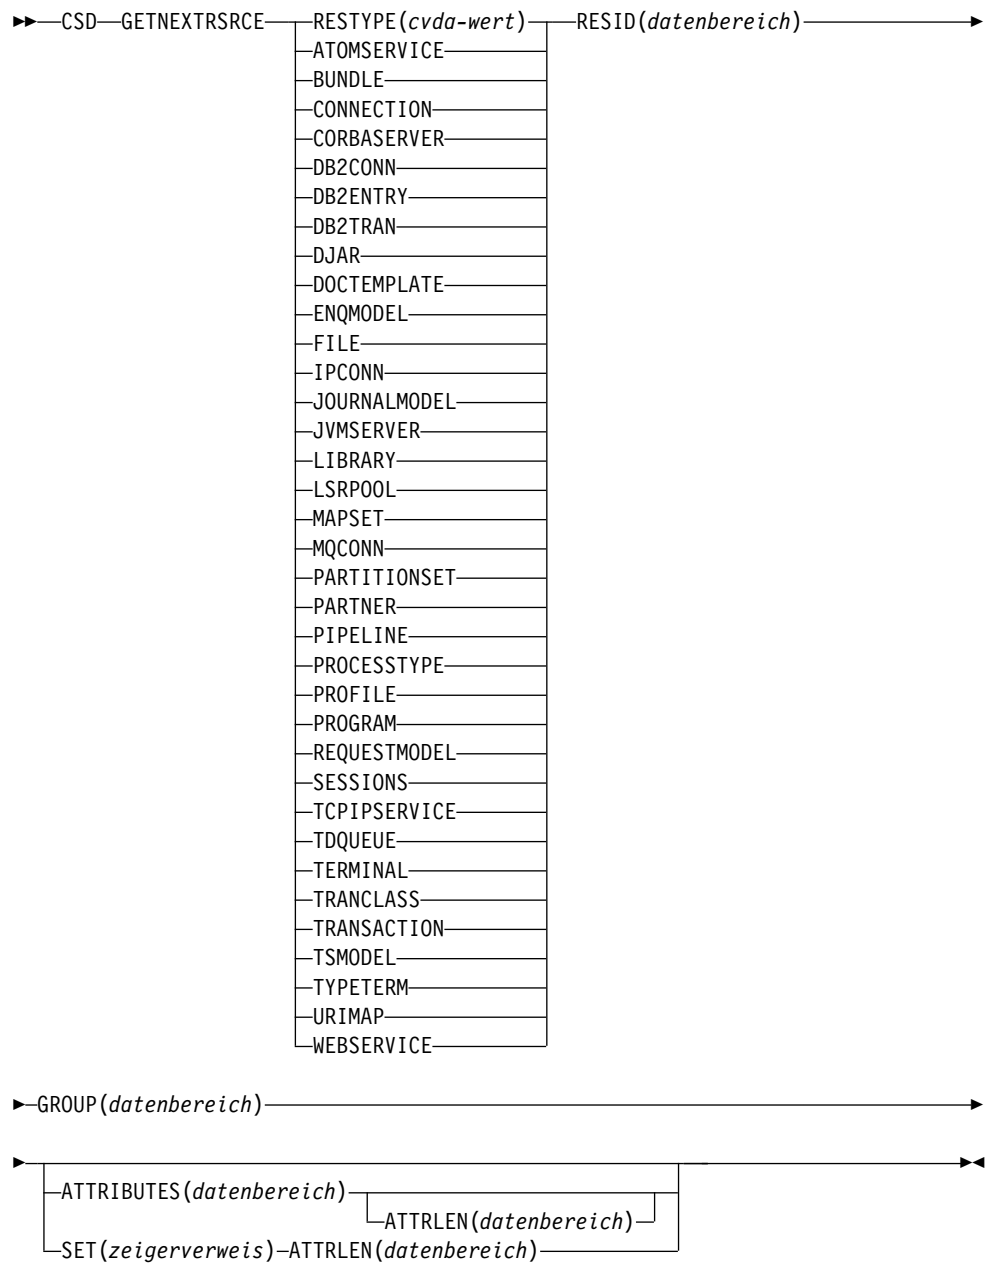 CSD GETNEXTRSRCE RESTYPE(cvda-wert) RESID(datenbereich)
ATOMSERVICE
BUNDLE
CONNECTION
CORBASERVER
DB2CONN
DB2ENTRY
DB2TRAN
DJAR
DOCTEMPLATE
ENQMODEL
FILE
IPCONN
JOURNALMODEL
JVMSERVER
LIBRARY
LSRPOOL
MAPSET
MQCONN
PARTITIONSET
PARTNER
PIPELINE
PROCESSTYPE
PROFILE
PROGRAM
REQUESTMODEL
SESSIONS
TCPIPSERVICE
TDQUEUE
TERMINAL
TRANCLASS
TRANSACTION
TSMODEL
TYPETERM
URIMAP
WEBSERVICE
GROUP(datenbereich)
ATTRIBUTES(datenbereich)
ATTRLEN(datenbereich)
SET(zeigerverweis) ATTRLEN(datenbereich)